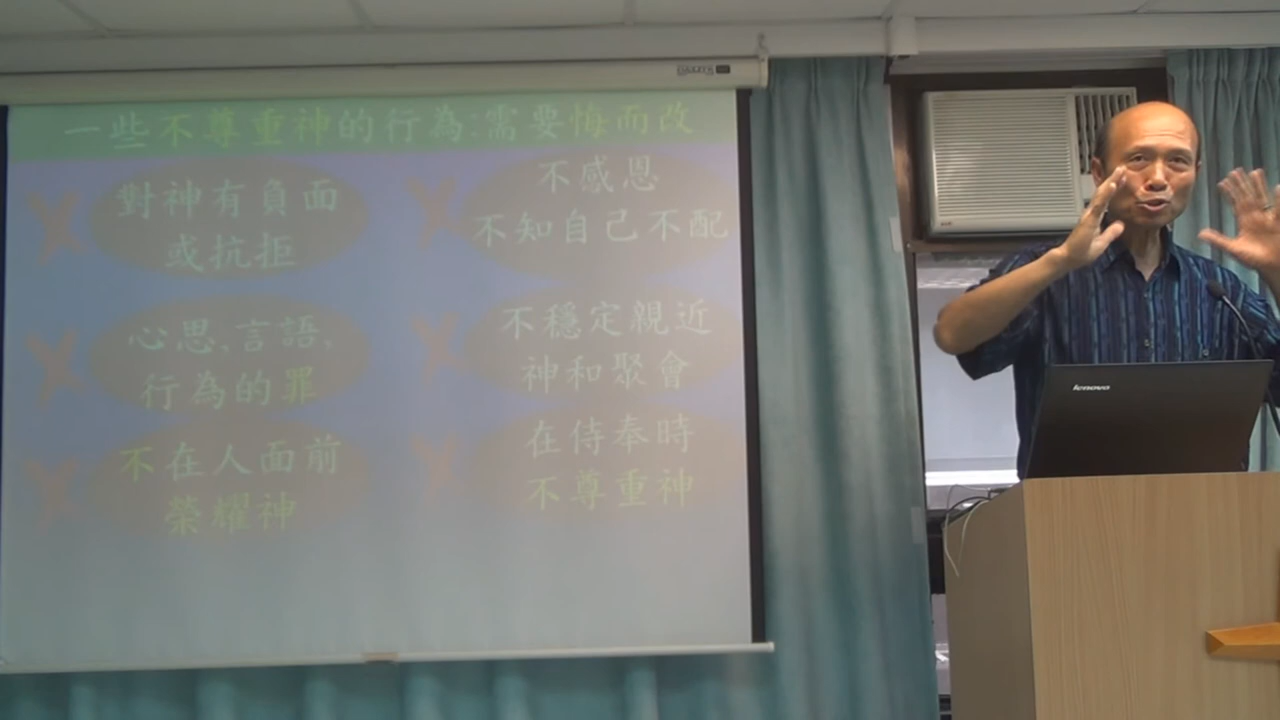 一些不尊重神的行為:需要悔而改
對神有負面
或抗拒
不感恩
不知自己不配
心思,言語,
行為的罪
不穩定親近
神和聚會
不在人面前
榮耀神
在侍奉時
不尊重神
lenovo